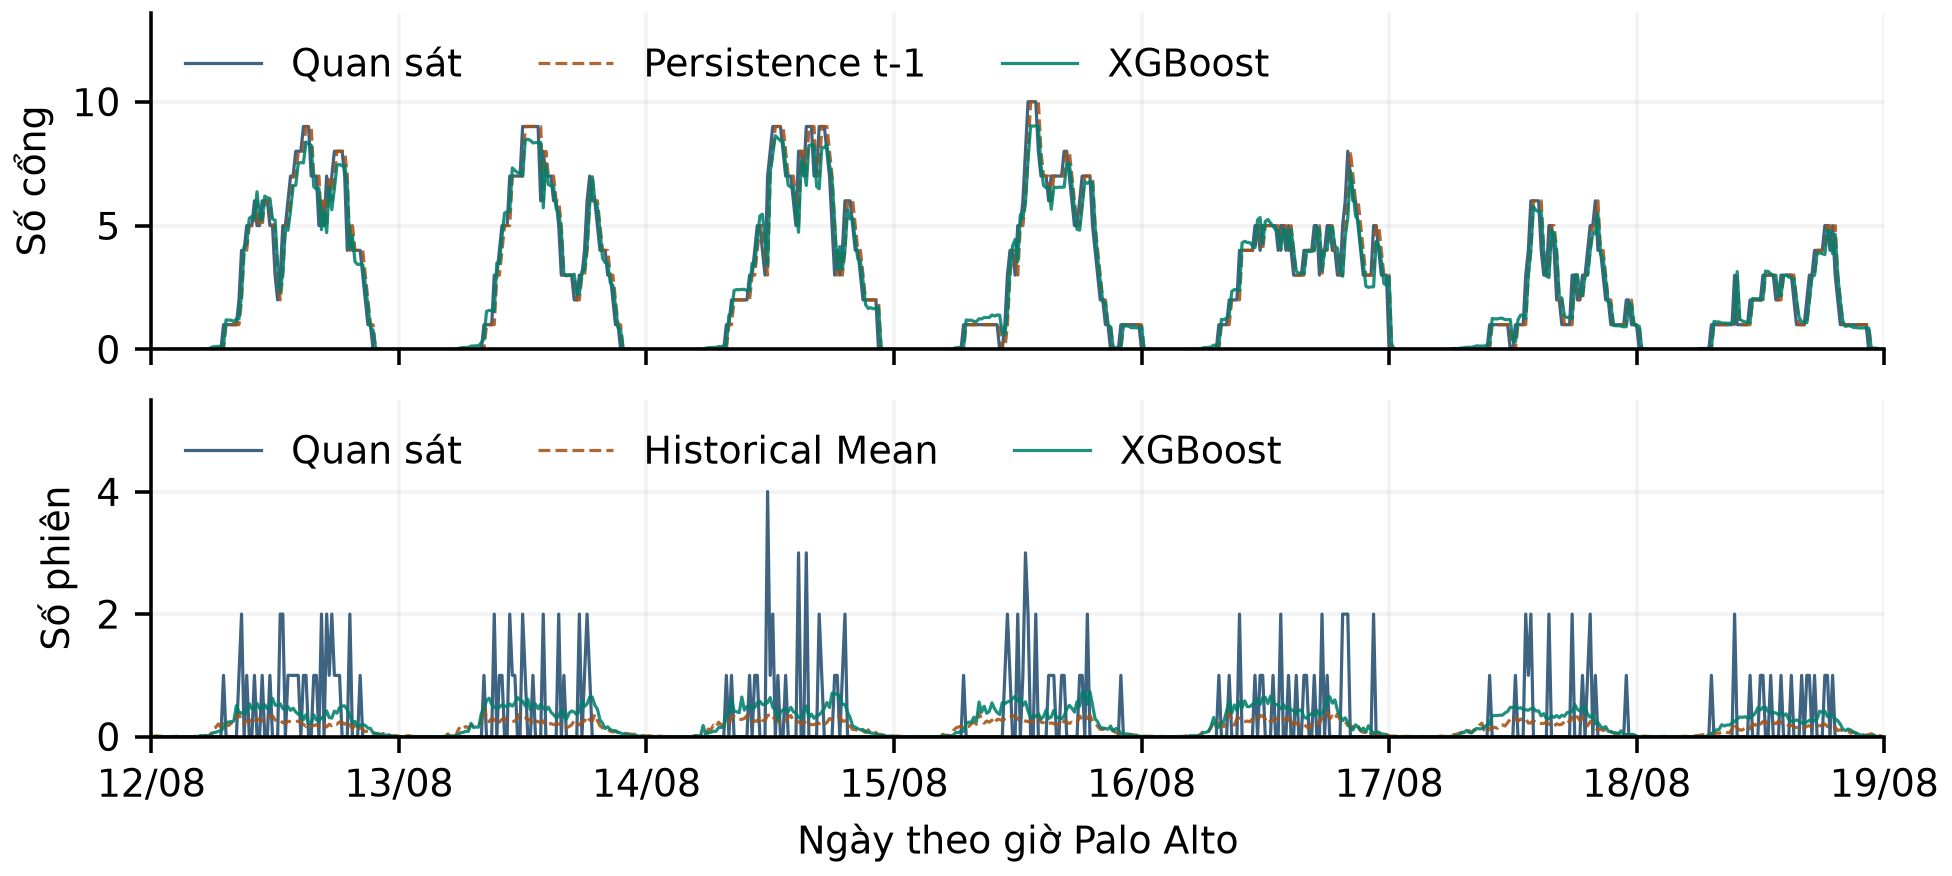 Quan sát Persistence t-1 XGBoost
Số cổng
10
5
0
Quan sát Historical Mean XGBoost
Số phiên
4
2
0
12/08 13/08 14/08 15/08 16/08 17/08 18/08 19/08
Ngày theo giờ Palo Alto